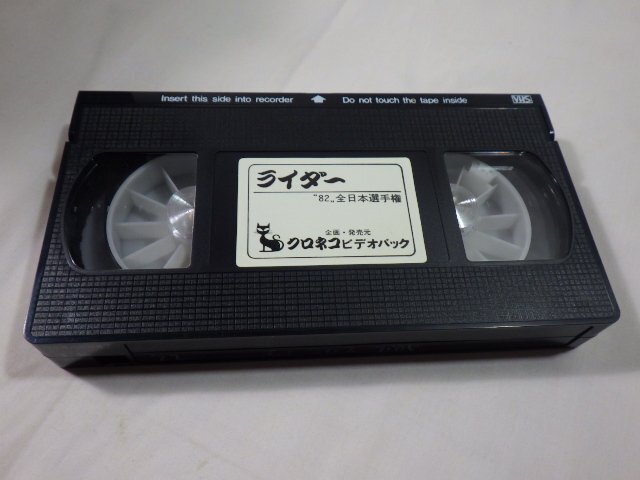 Insert this side into recorder Do not touch the tape inside VHS
ライダー
"82„全日本選手権
企画・発売元
クロネコビデオパック